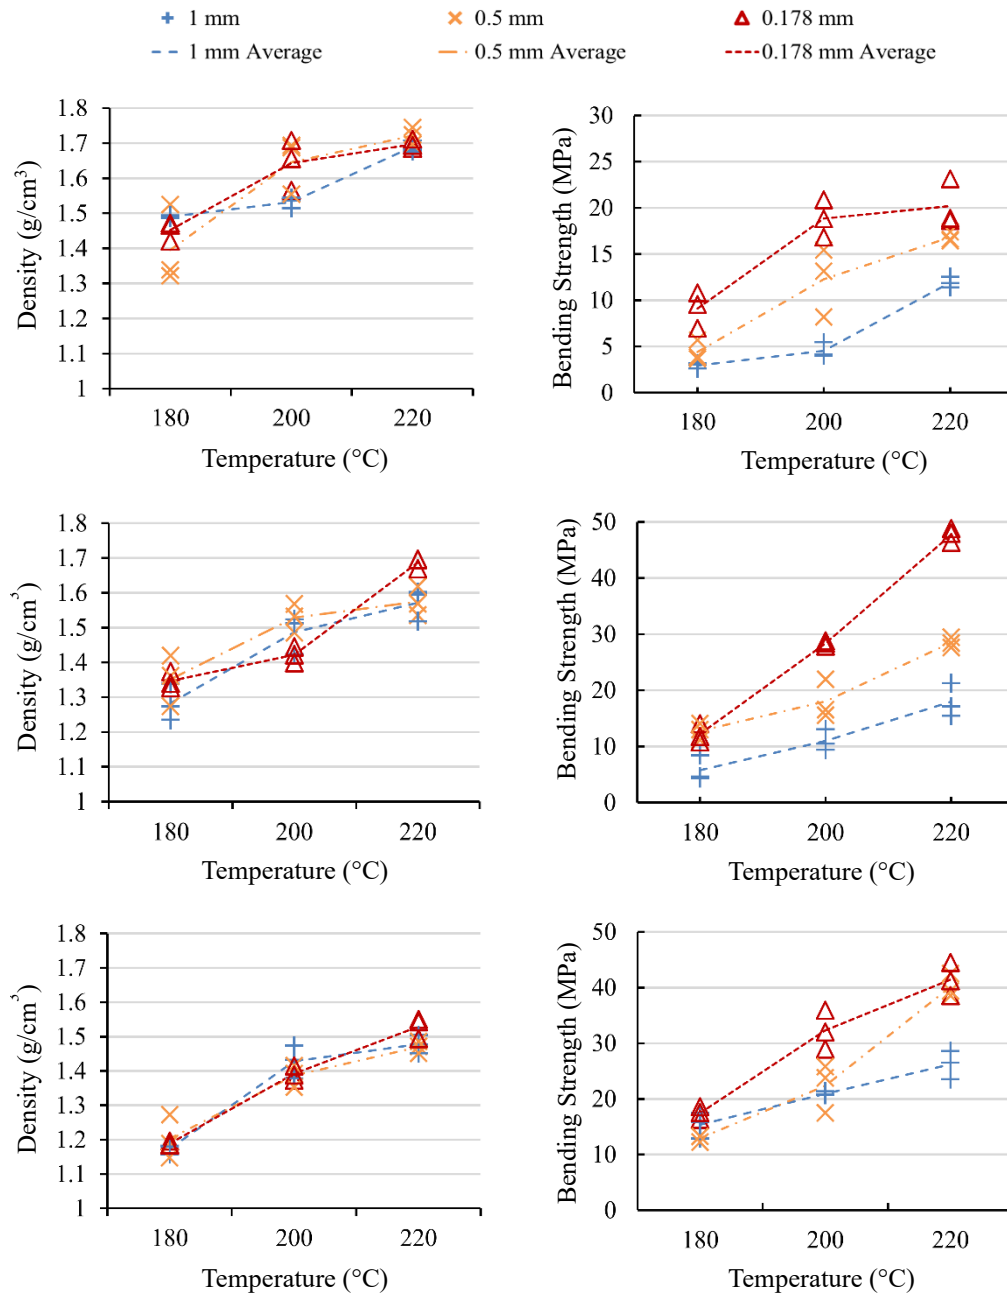 1 mm 0.5 mm 0.178 mm
1 mm Average 0.5 mm Average 0.178 mm Average
Density (g/cm³)
1.8
1.7
1.6
1.5
1.4
1.3
1.2
1.1
1
180 200 220
Temperature (°C)
Bending Strength (MPa)
30
25
20
15
10
5
0
180 200 220
Temperature (°C)
Density (g/cm³)
1.8
1.7
1.6
1.5
1.4
1.3
1.2
1.1
1
180 200 220
Temperature (°C)
Bending Strength (MPa)
50
40
30
20
10
0
180 200 220
Temperature (°C)
Density (g/cm³)
1.8
1.7
1.6
1.5
1.4
1.3
1.2
1.1
1
180 200 220
Temperature (°C)
Bending Strength (MPa)
50
40
30
20
10
0
180 200 220
Temperature (°C)